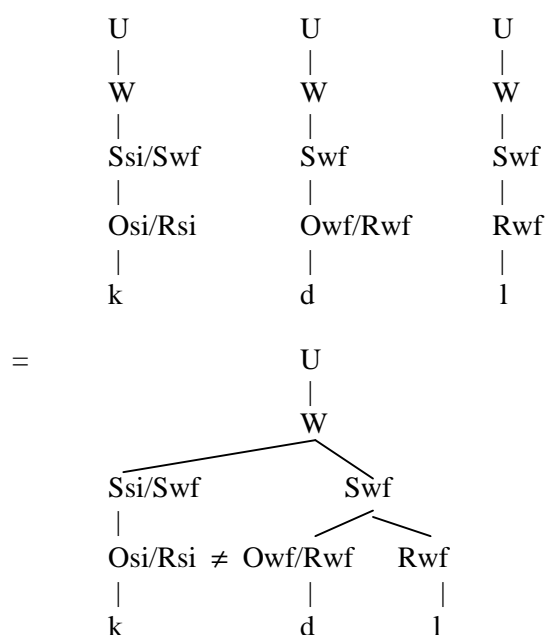 U U U
| | |
W W W
| | |
Ssi/Swf Swf Swf
| | |
Osi/Rsi Owf/Rwf Rwf
| | |
k d l
= U
|
W
Ssi/Swf Swf
|
Osi/Rsi ≠ Owf/Rwf Rwf
| | |
k d l